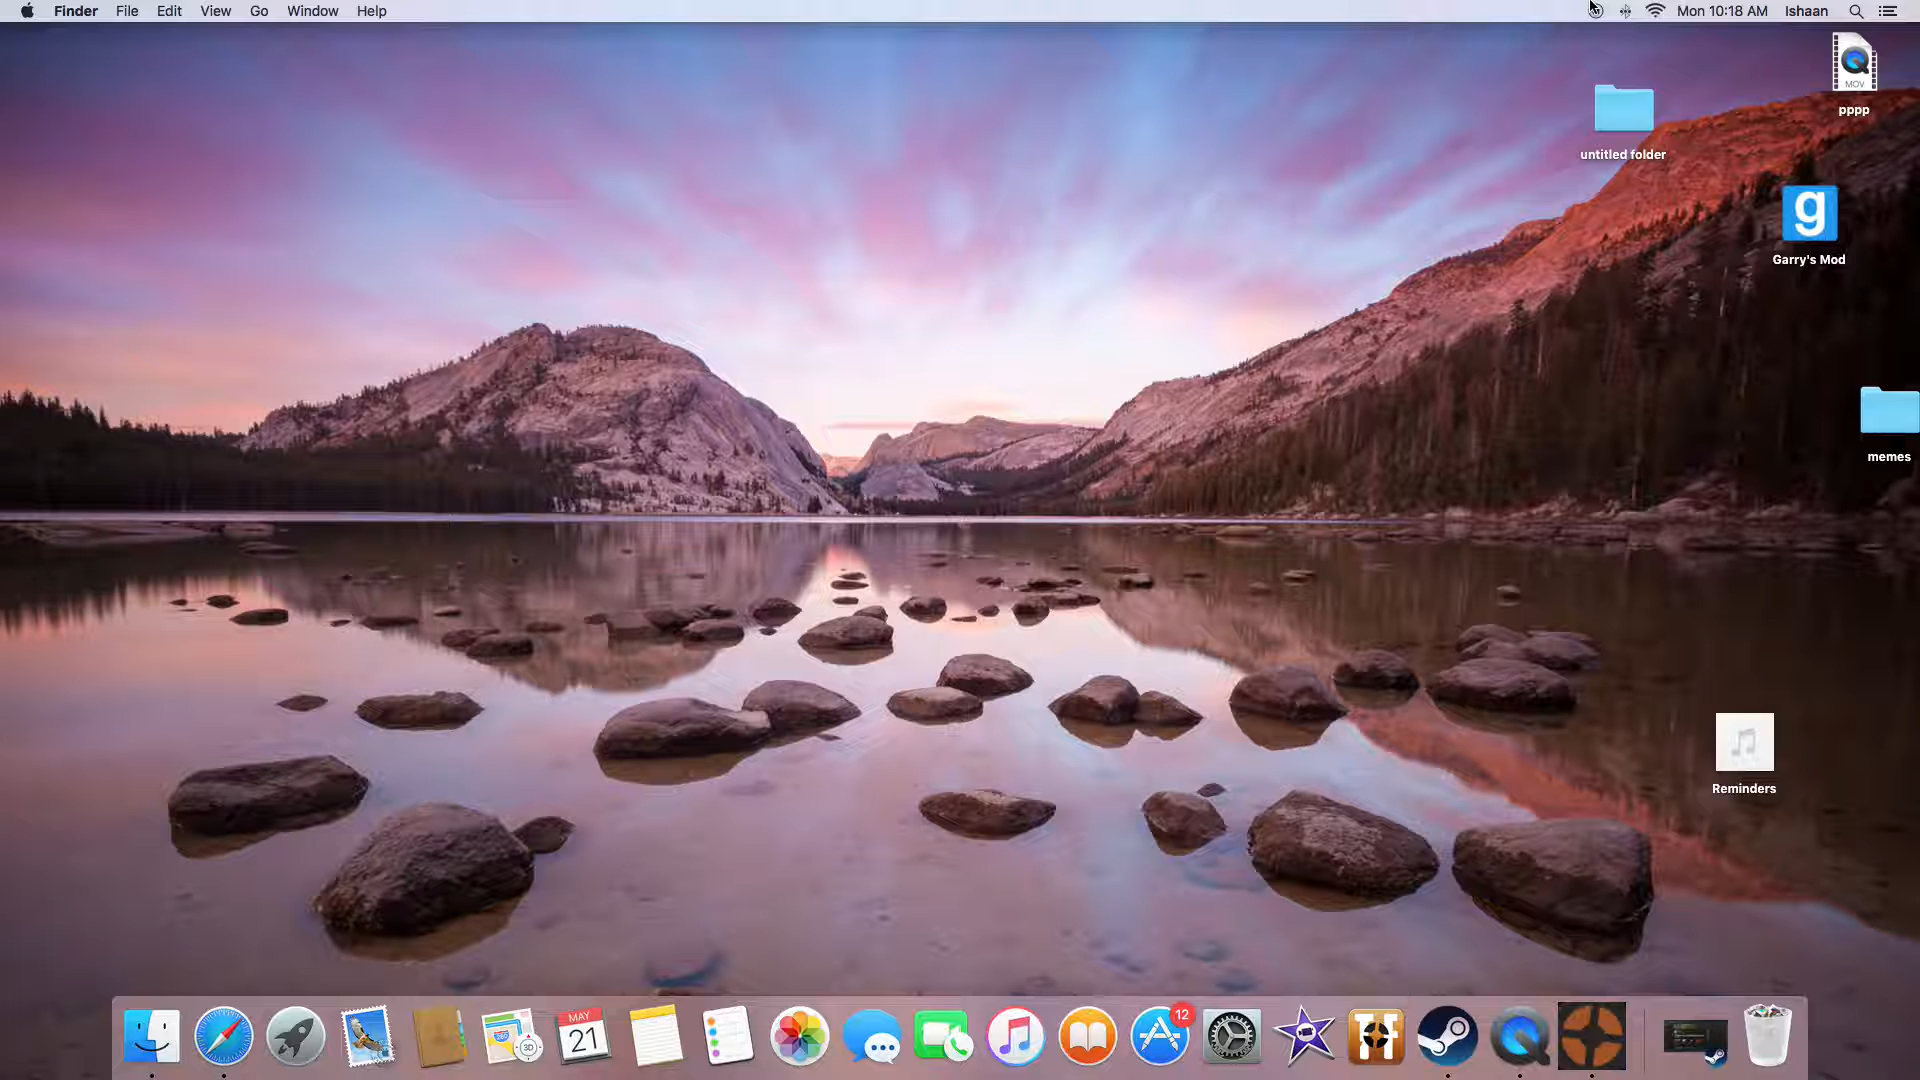 Finder File Edit View Go Window Help Mon 10:18 AM Ishaan
MOV
pppp
untitled folder
g
Garry's Mod
memes
Reminders
MAY
21
3D
12